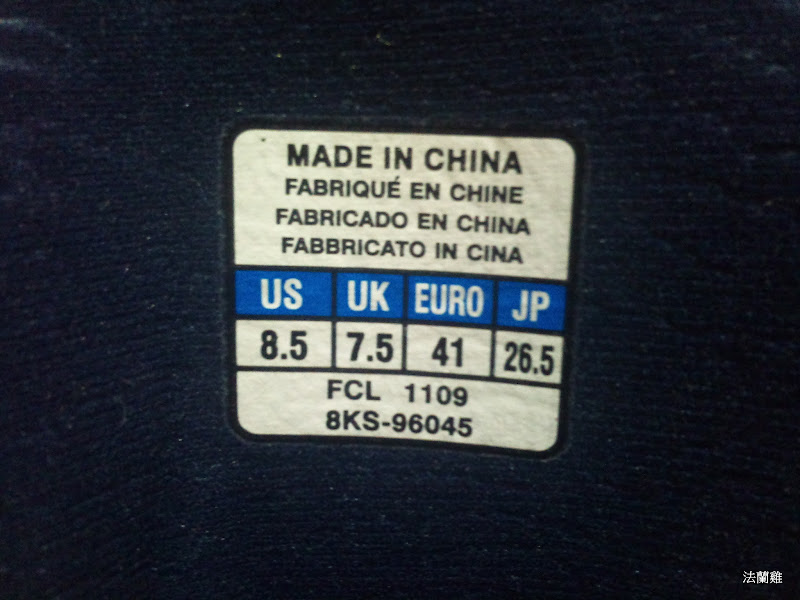 MADE IN CHINA
FABRIQUÉ EN CHINE
FABRICADO EN CHINA
FABBRICATO IN CINA
US UK EURO JP
8.5 7.5 41 26.5
FCL 1109
8KS-96045
法蘭雞